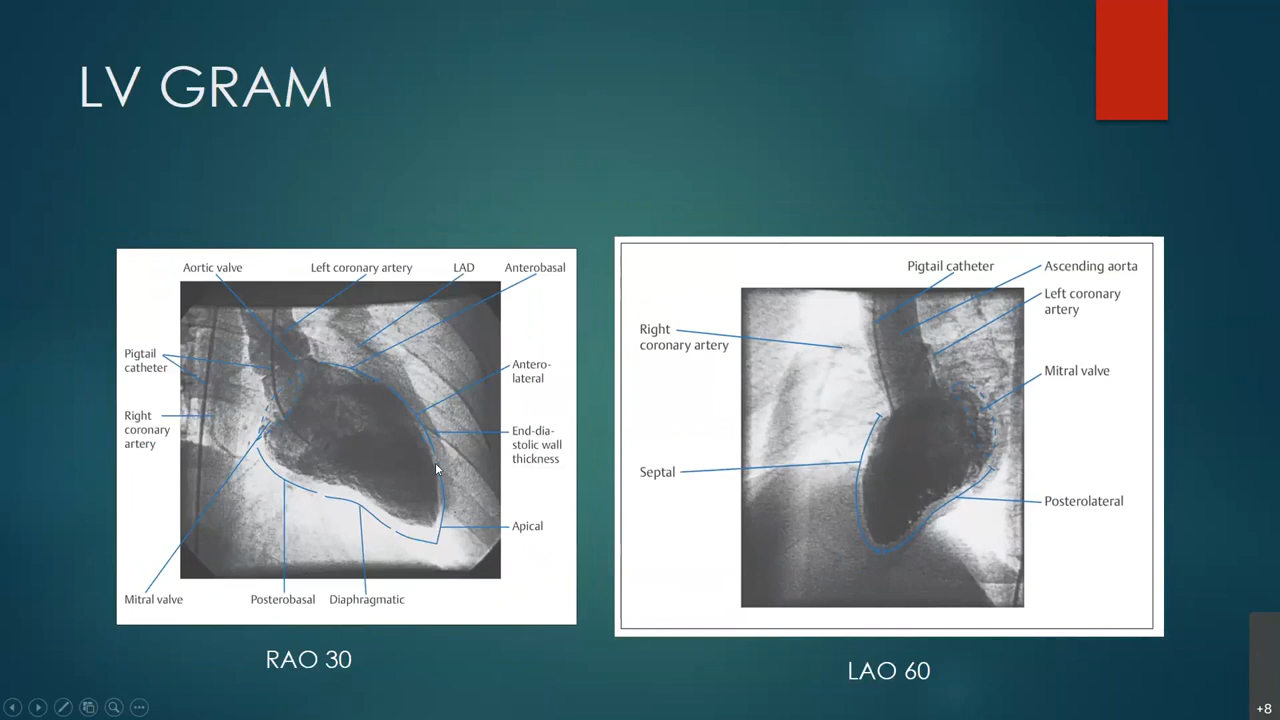 LV GRAM
Aortic valve
Left coronary artery
LAD
Anterobasal
Pigtail
catheter
Right
coronary
artery
Antero-
lateral
End-dia-
stolic wall
thickness
Apical
Mitral valve
Posterobasal
Diaphragmatic
RAO 30
Pigtail catheter
Ascending aorta
Left coronary
artery
Right
coronary artery
Mitral valve
Septal
Posterolateral
LAO 60
+8